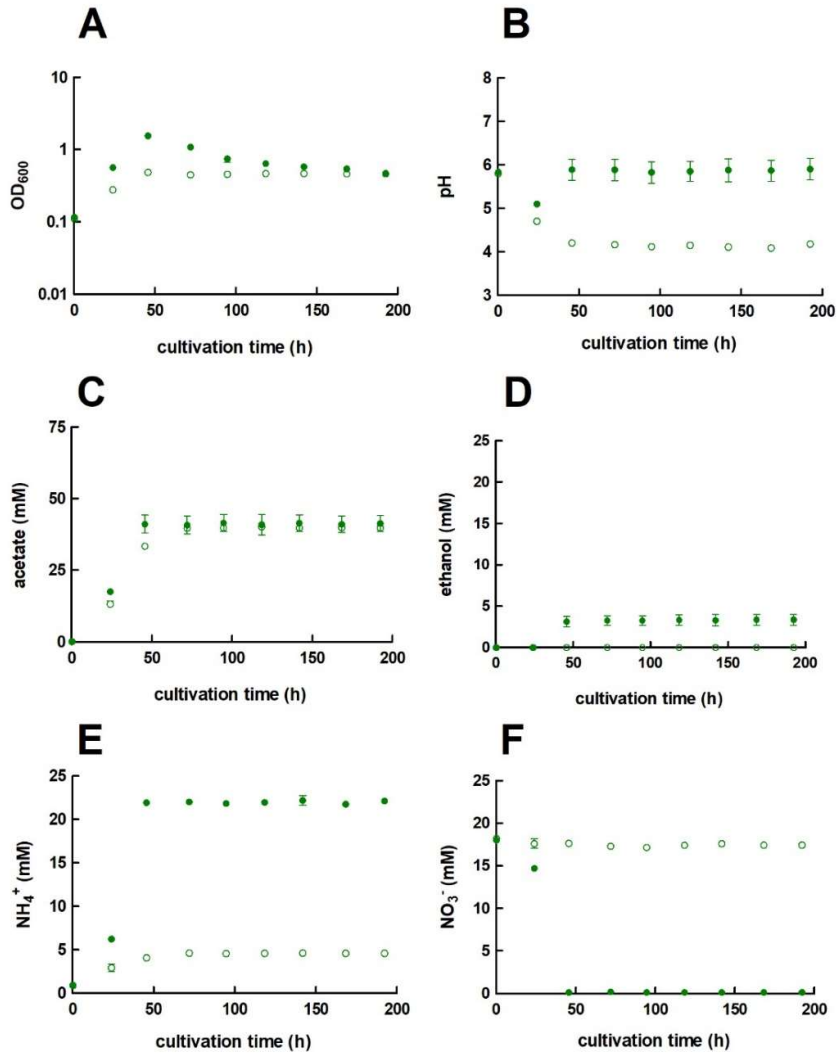 A
10
1
0.1
0.01
OD600
0 50 100 150 200
cultivation time (h)
B
8
7
6
5
4
3
pH
0 50 100 150 200
cultivation time (h)
C
75
50
25
0
acetate (mM)
0 50 100 150 200
cultivation time (h)
D
25
20
15
10
5
0
ethanol (mM)
0 50 100 150 200
cultivation time (h)
E
25
20
15
10
5
0
NH4+ (mM)
0 50 100 150 200
cultivation time (h)
F
25
20
15
10
5
0
NO3- (mM)
0 50 100 150 200
cultivation time (h)